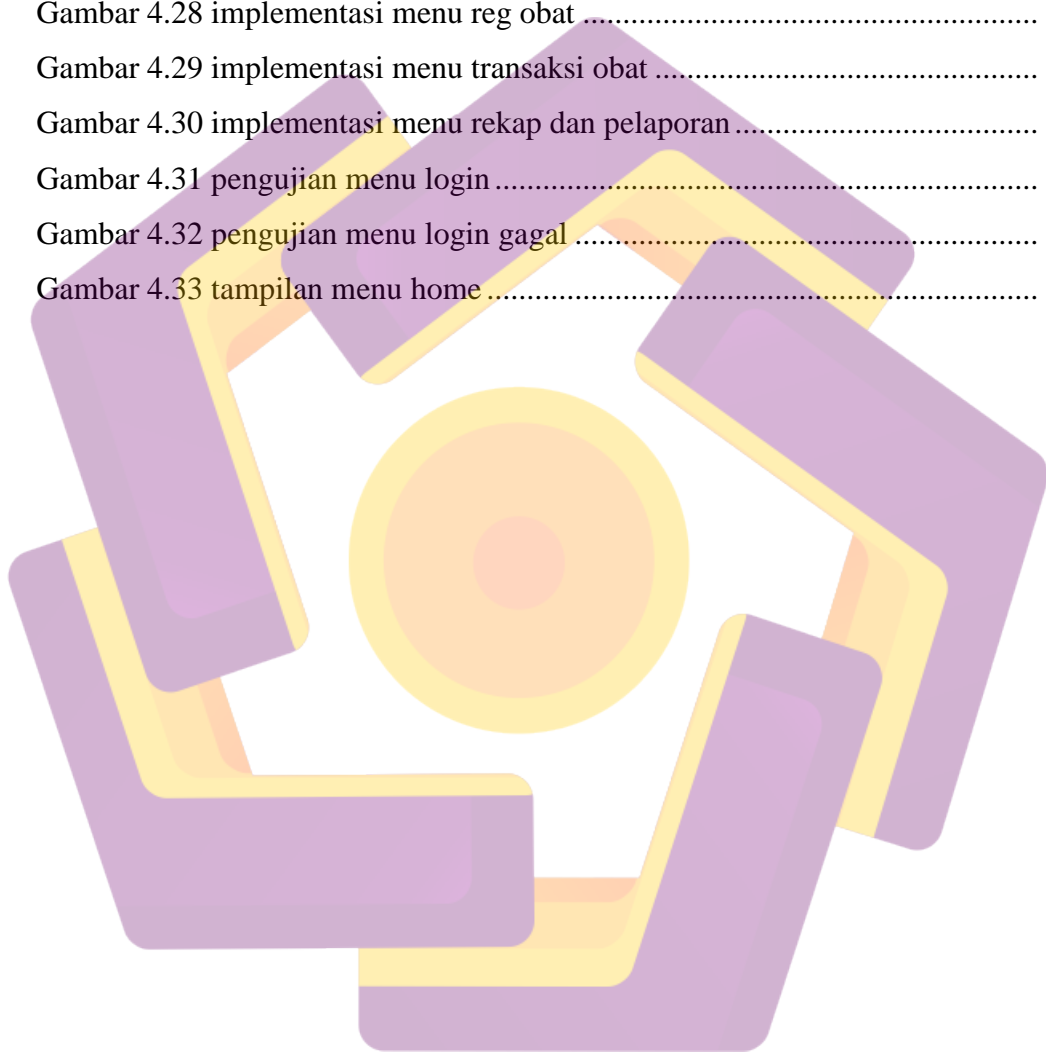 Gambar 4.28 implementasi menu reg obat ........................................................
Gambar 4.29 implementasi menu transaksi obat ...............................................
Gambar 4.30 implementasi menu rekap dan pelaporan .....................................
Gambar 4.31 pengujian menu login ...................................................................
Gambar 4.32 pengujian menu login gagal .........................................................
Gambar 4.33 tampilan menu home ....................................................................